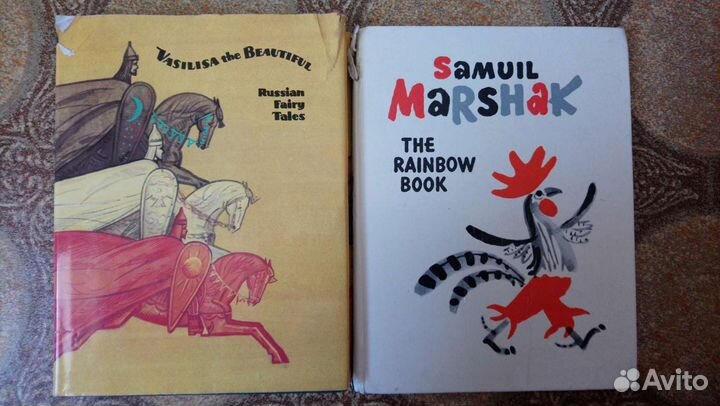 VASILISA the BEAUTIFUL
Russian
Fairy
Tales
SAMUIL
MARSHAK
THE
RAINBOW
BOOK
Avito